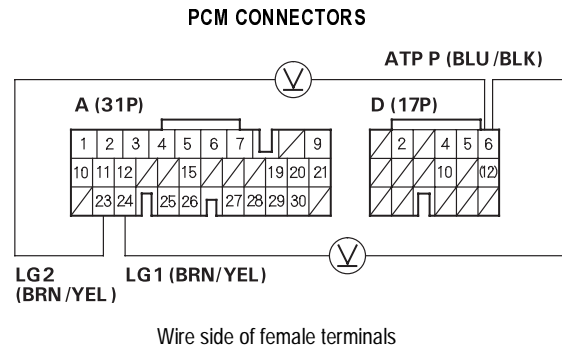 PCM CONNECTORS
ATP P (BLU/BLK)
V
A (31P)
D (17P)
1 2 3 4 5 6 7 9
2 4 5 6
10 11 12 15 19 20 21
10 (12)
23 24 25 26 27 28 29 30
LG2
(BRN/YEL)
LG1 (BRN/YEL)
V
Wire side of female terminals